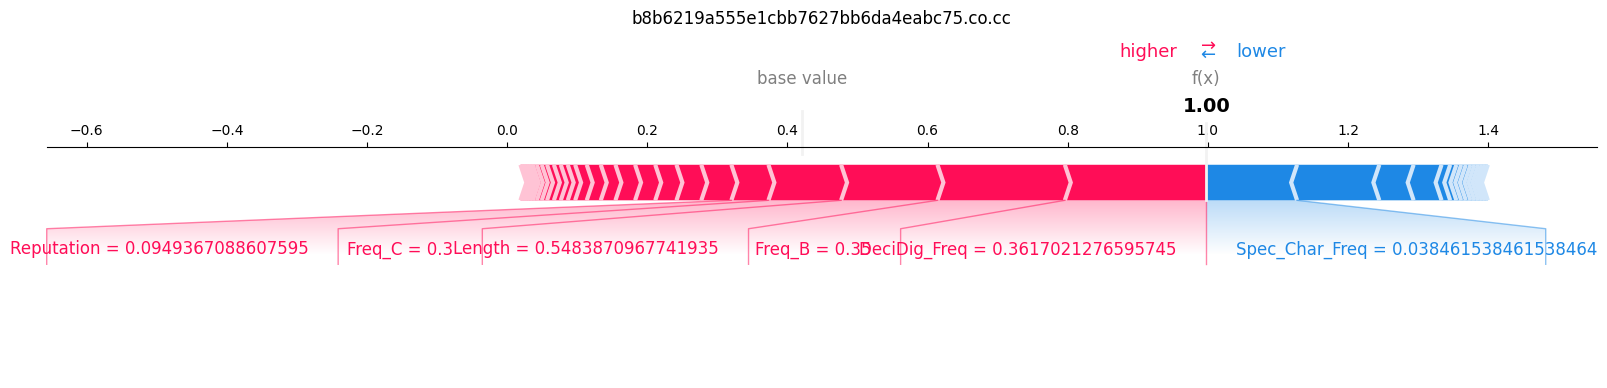 b8b6219a555e1cbb7627bb6da4eabc75.co.cc
higher ⇄ lower
base value f(x)
1.00
−0.6 −0.4 −0.2 0.0 0.2 0.4 0.6 0.8 1.0 1.2 1.4
Reputation = 0.0949367088607595 Freq_C = 0.3 Length = 0.5483870967741935 Freq_B = 0.35 DeciDig_Freq = 0.3617021276595745 Spec_Char_Freq = 0.038461538461538464